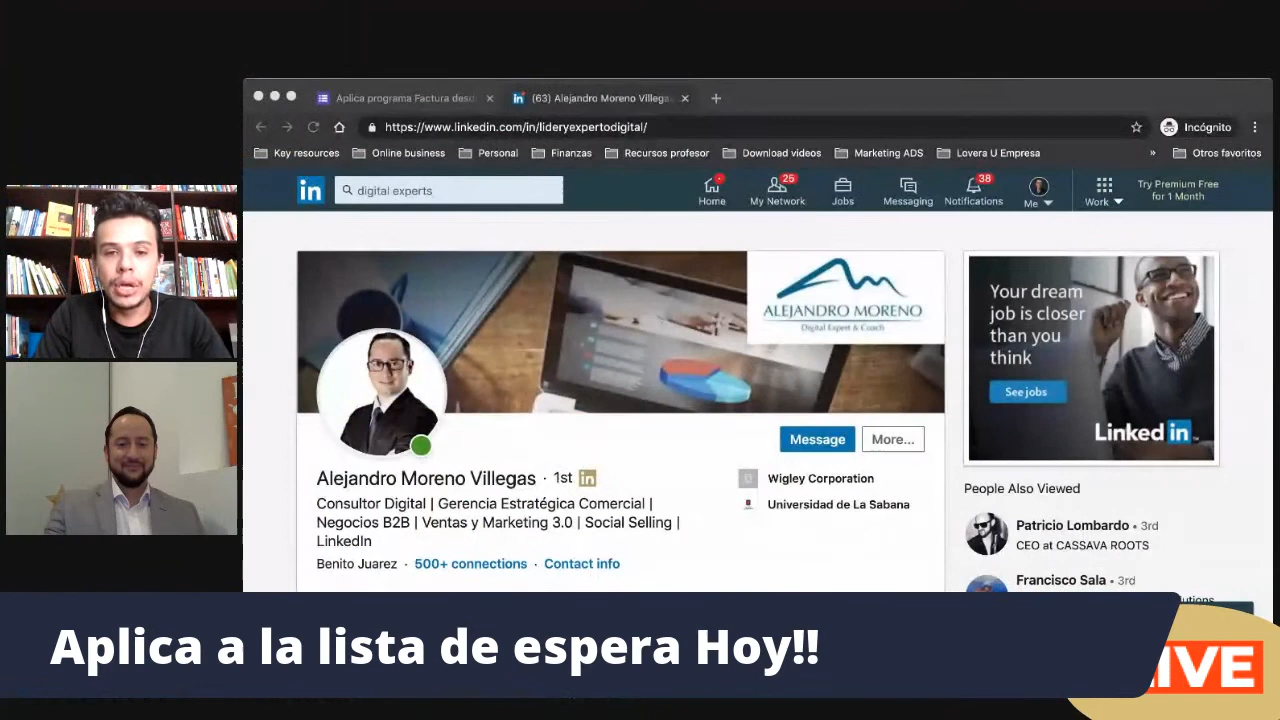 Aplica programa Factura desd
(63) Alejandro Moreno Villega
https://www.linkedin.com/in/lideryexpertodigital/
Incógnito
Key resources
Online business
Personal
Finanzas
Recursos profesor
Download videos
Marketing ADS
Lovera U Empresa
»
Otros favoritos
in
digital experts
25
38
Home
My Network
Jobs
Messaging
Notifications
Me
Work
Try Premium Free
for 1 Month
ALEJANDRO MORENO
Digital Expert & Coach
Your dream
job is closer
than you
think
See jobs
Linked in
Message
More...
Alejandro Moreno Villegas · 1st in
Consultor Digital | Gerencia Estratégica Comercial |
Negocios B2B | Ventas y Marketing 3.0 | Social Selling |
LinkedIn
Benito Juarez · 500+ connections · Contact info
Wigley Corporation
Universidad de La Sabana
People Also Viewed
Patricio Lombardo • 3rd
CEO at CASSAVA ROOTS
Francisco Sala • 3rd
Aplica a la lista de espera Hoy!!